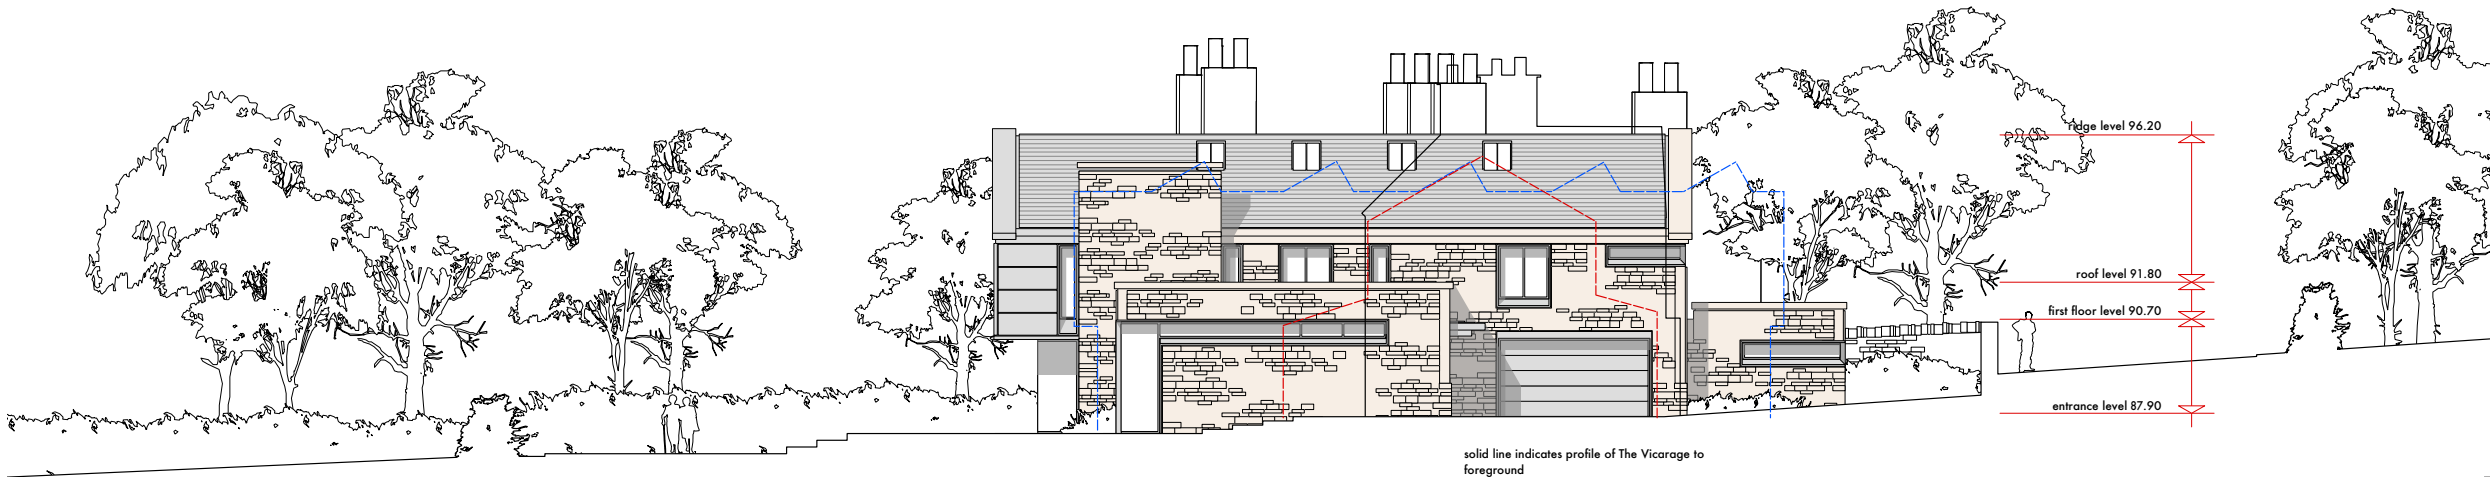 ridge level 96.20
roof level 91.80
first floor level 90.70
entrance level 87.90
solid line indicates profile of The Vicarage to
foreground